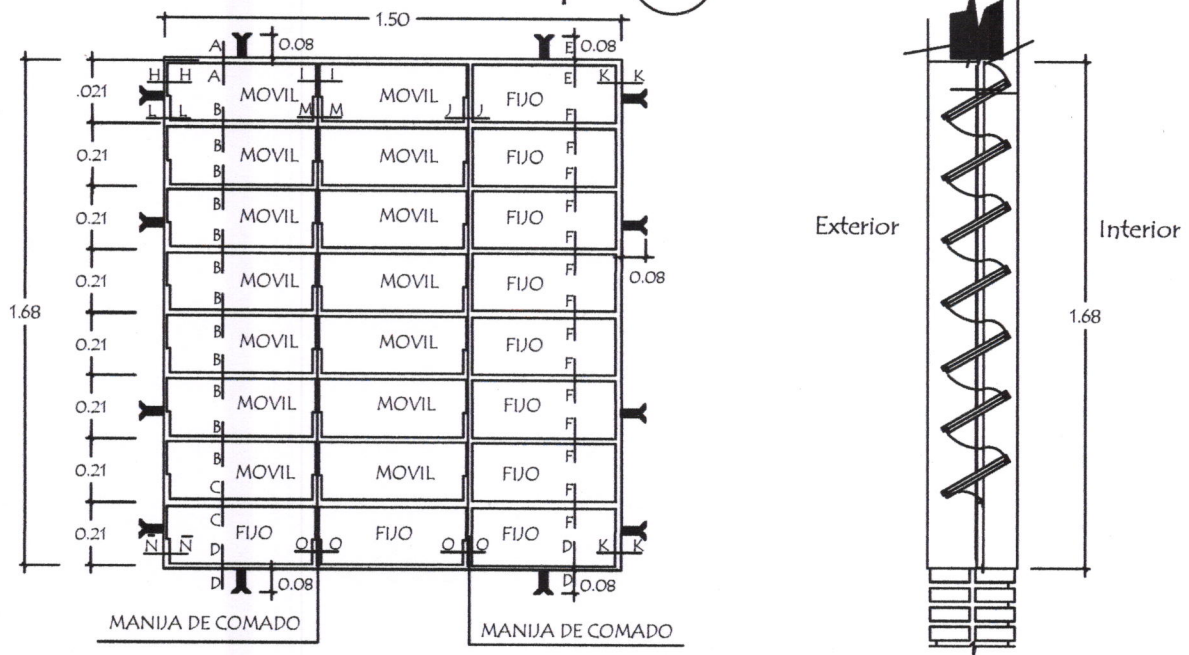 1.50
A E
0.08 0.08
H H A I I E K K
.021 MOVIL MOVIL FIJO
L L B M M J J F
0.21 B MOVIL MOVIL FIJO F
B F
0.21 B MOVIL MOVIL FIJO F
B F
0.08
0.21 B MOVIL MOVIL FIJO F
B F
1.68
0.21 B MOVIL MOVIL FIJO F
B F
0.21 B MOVIL MOVIL FIJO F
B F
0.21 B MOVIL MOVIL FIJO F
C F
0.21 C FIJO FIJO FIJO F
N̄ N̄ D O O O O D K K
D 0.08 D 0.08
MANIJA DE COMADO
MANIJA DE COMADO
Exterior
Interior
1.68